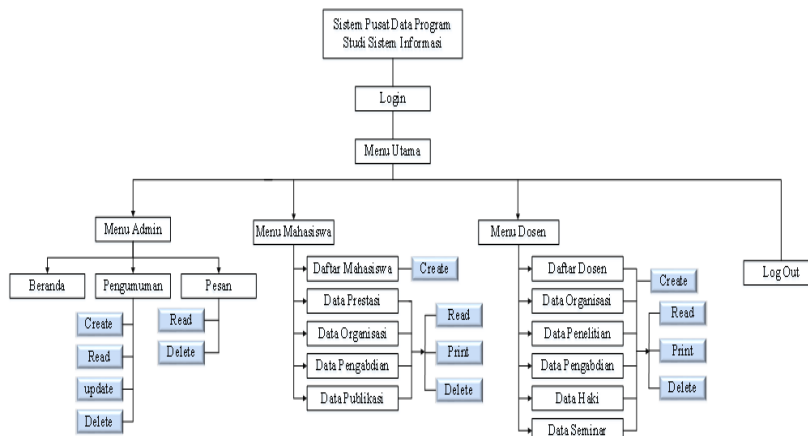 Sistem Pusat Data Program
Studi Sistem Informasi
Login
Menu Utama
Menu Admin
Menu Mahasiswa
Menu Dosen
Log Out
Beranda
Pengumuman
Pesan
Create
Read
update
Delete
Read
Delete
Daftar Mahasiswa
Create
Data Prestasi
Data Organisasi
Data Pengabdian
Data Publikasi
Read
Print
Delete
Daftar Dosen
Data Organisasi
Data Penelitian
Data Pengabdian
Data Haki
Data Seminar
Create
Read
Print
Delete